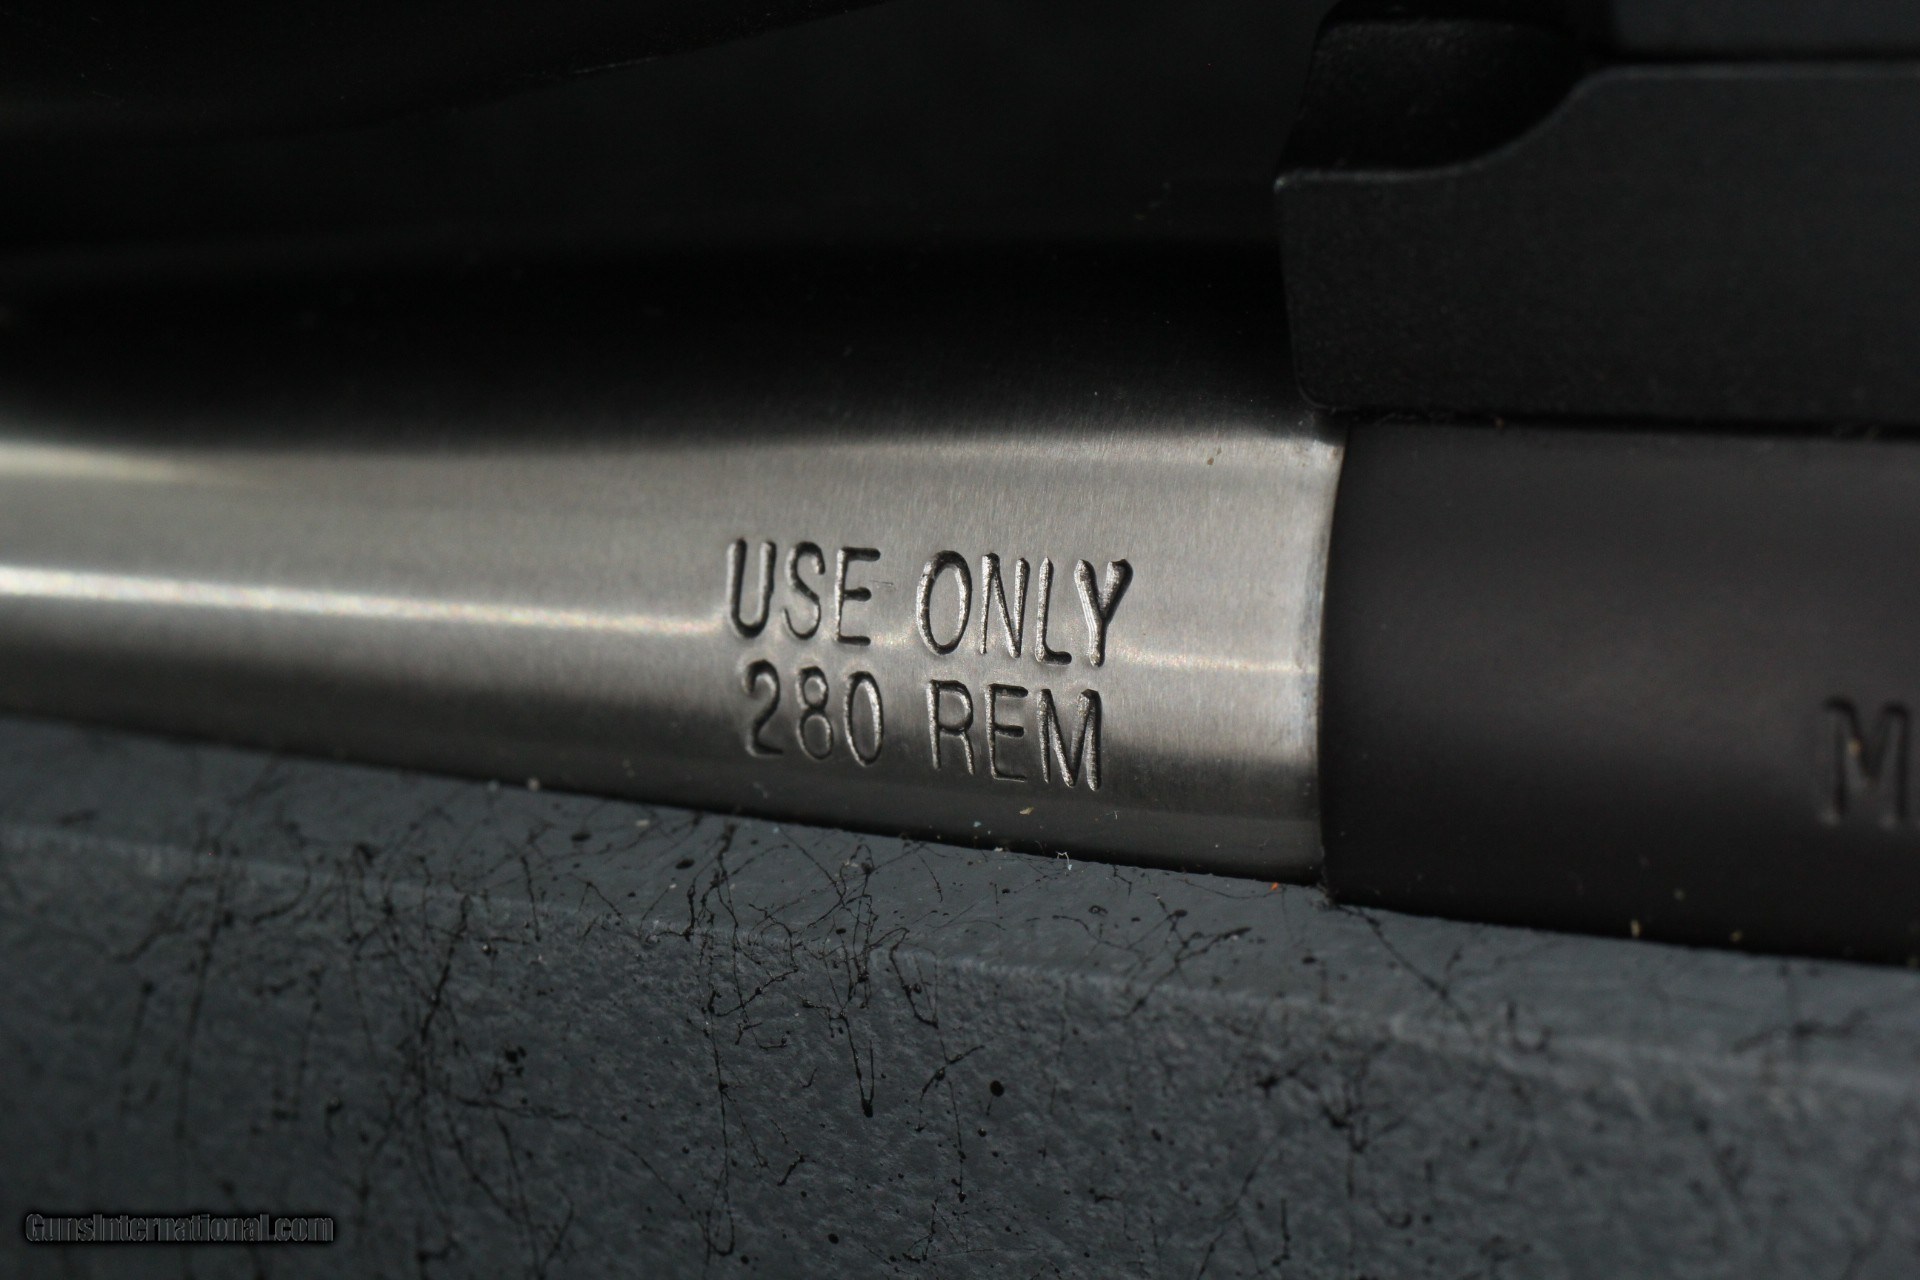 USE ONLY
280 REM
M
GunsInternational.com